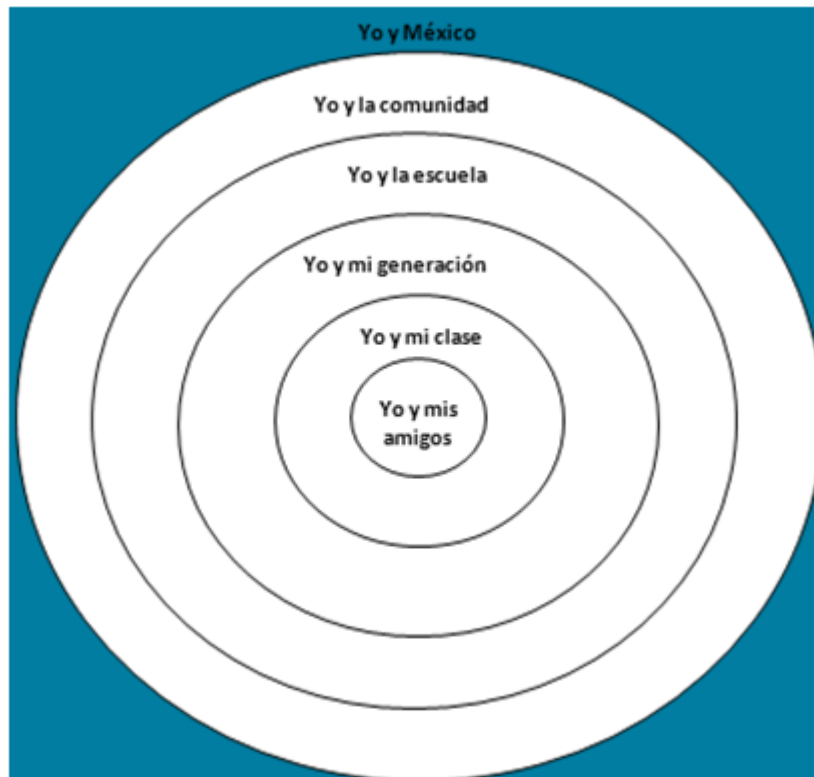 Yo y México
Yo y la comunidad
Yo y la escuela
Yo y mi generación
Yo y mi clase
Yo y mis
amigos